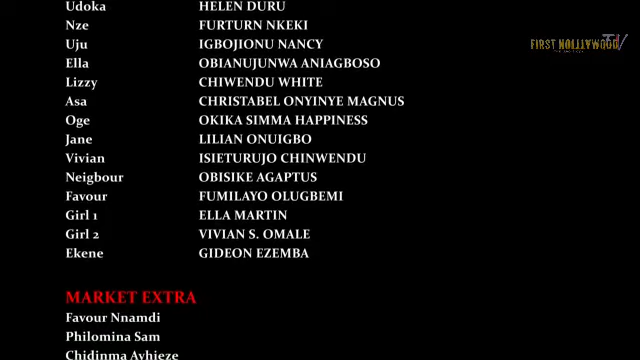 Udoka HELEN DURU
Nze FURTURN NKEKI
Uju IGBOJIONU NANCY
Ella OBIANUJUNWA ANIAGBOSO
Lizzy CHIWENDU WHITE
Asa CHRISTABEL ONYINYE MAGNUS
Oge OKIKA SIMMA HAPPINESS
Jane LILIAN ONUIGBO
Vivian ISIETURUJO CHINWENDU
Neigbour OBISIKE AGAPTUS
Favour FUMILAYO OLUGBEMI
Girl 1 ELLA MARTIN
Girl 2 VIVIAN S. OMALE
Ekene GIDEON EZEMBA
MARKET EXTRA
Favour Nnamdi
Philomina Sam
Chidinma Ayhieze
FIRST NOLLYWOOD TV